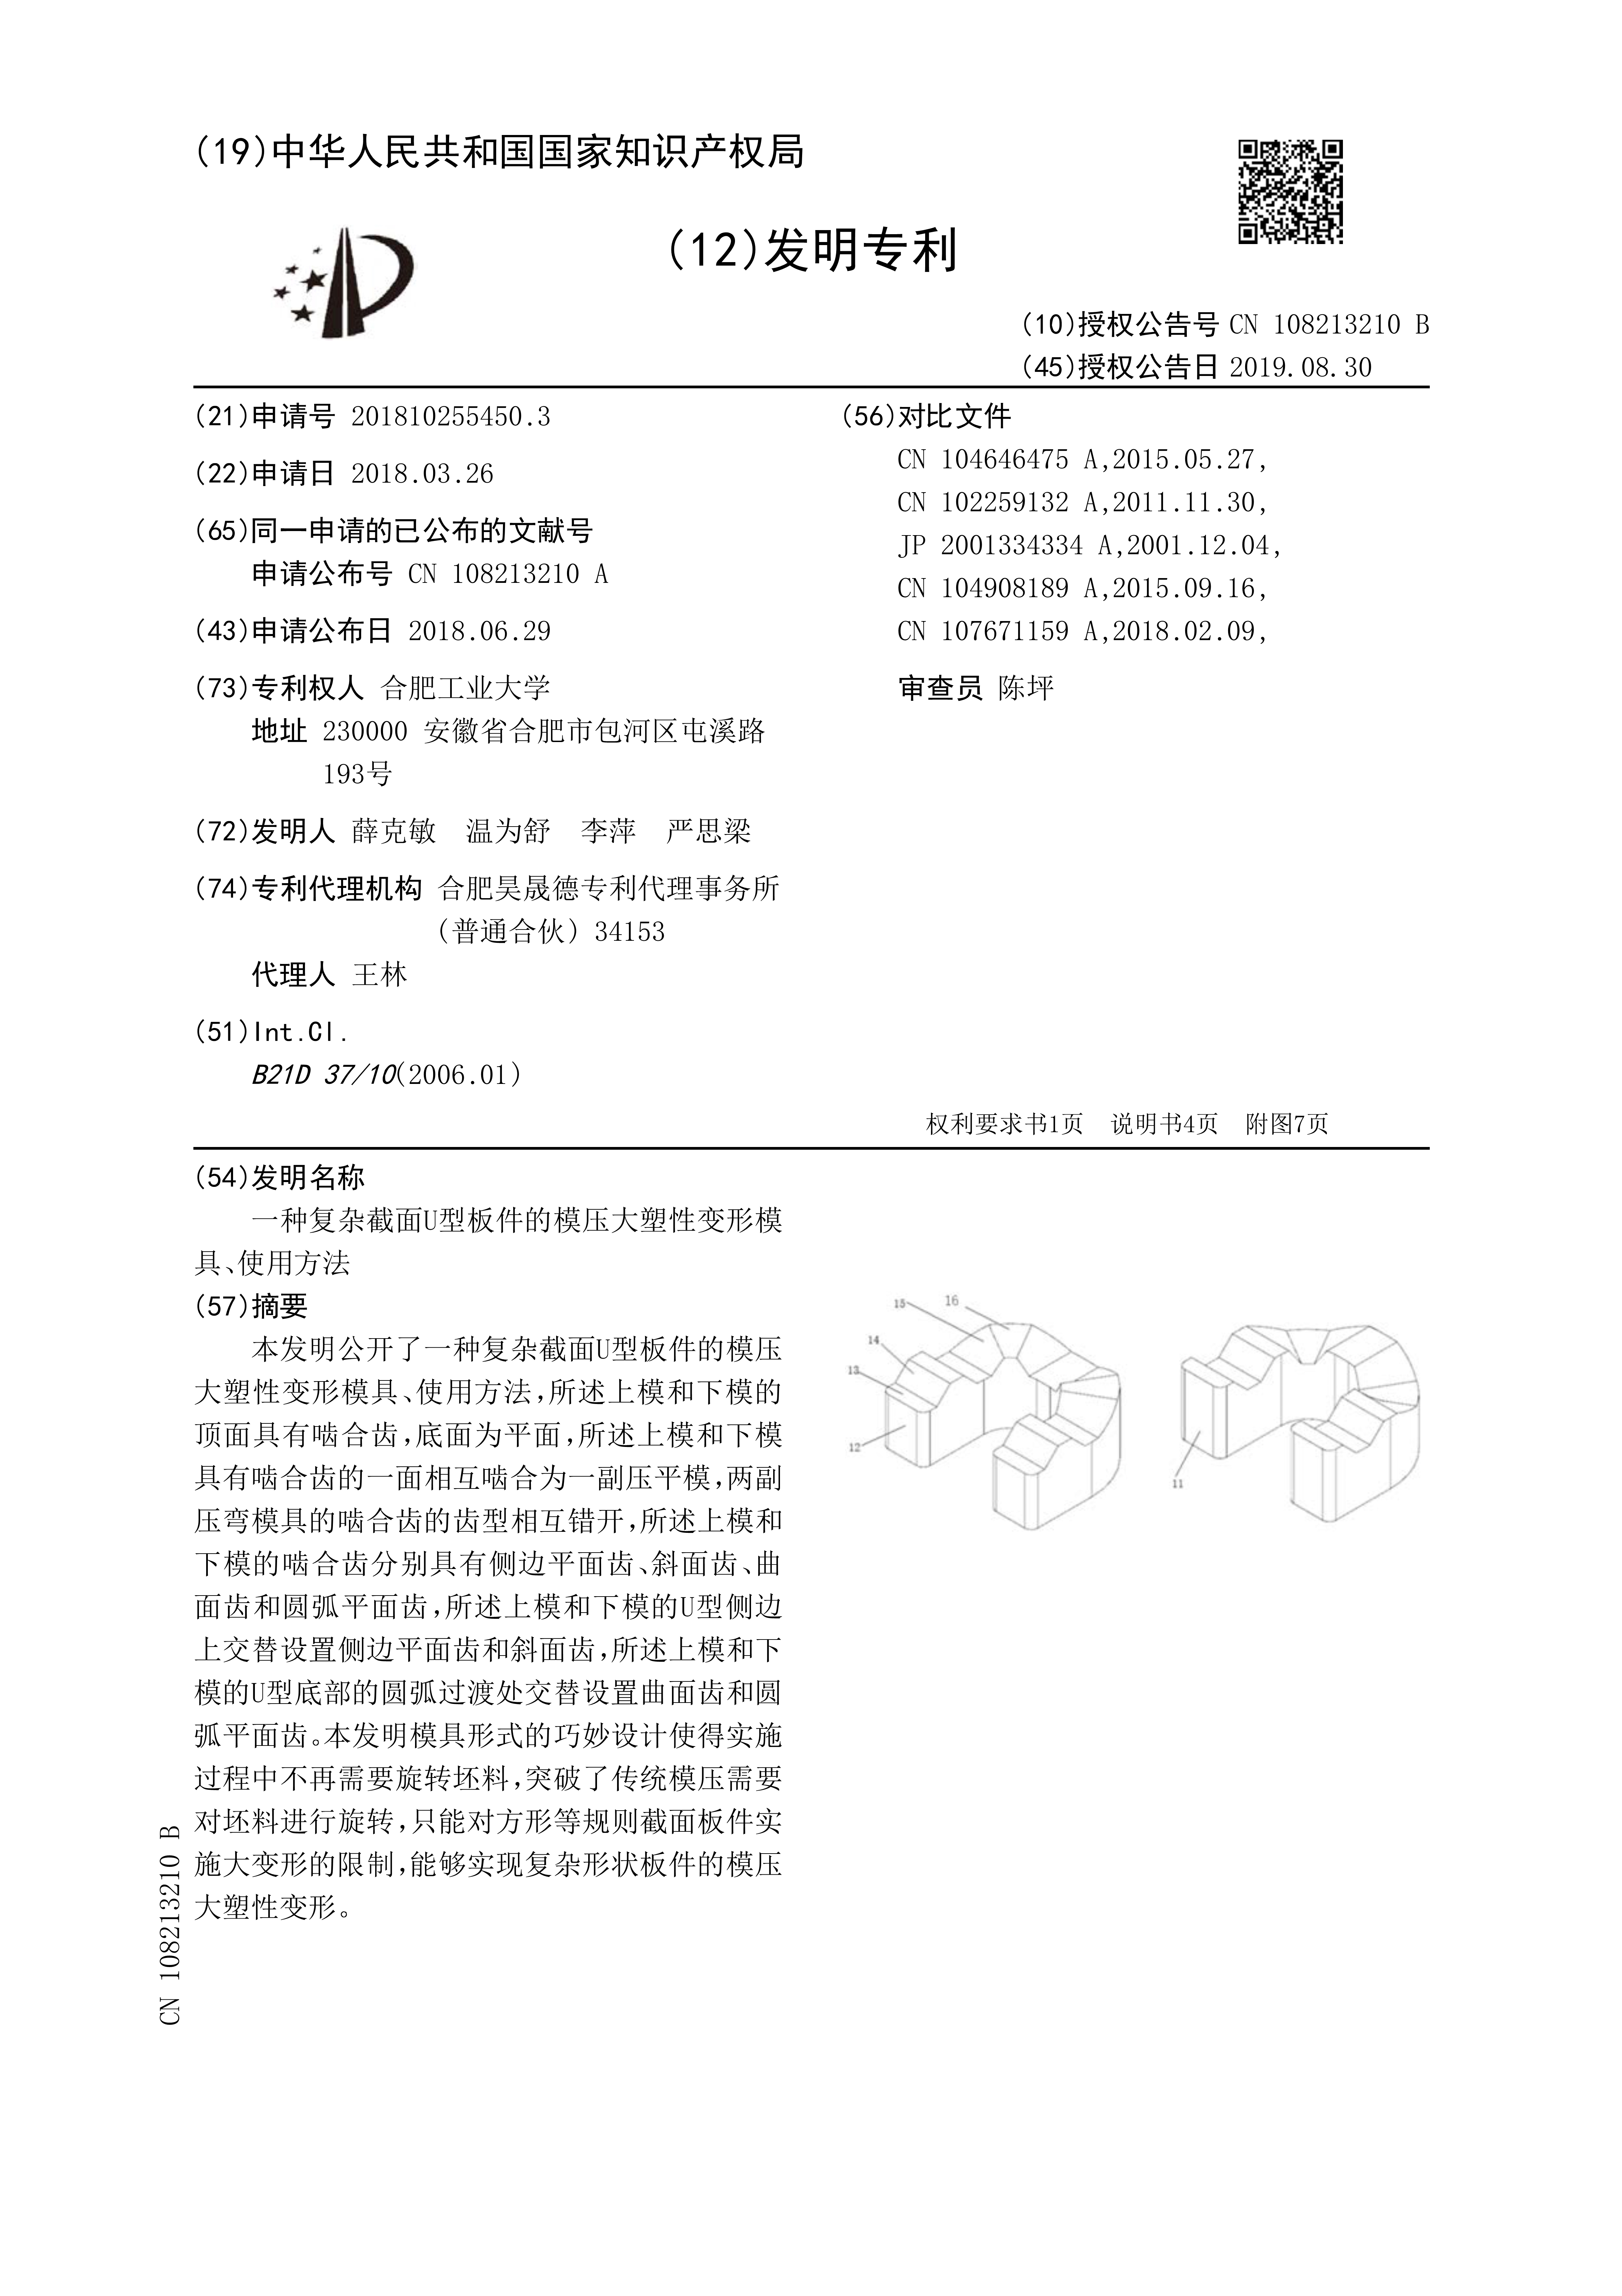 (19)中华人民共和国国家知识产权局
(12)发明专利
(10)授权公告号 CN 108213210 B
(45)授权公告日 2019.08.30
(21)申请号 201810255450.3
(22)申请日 2018.03.26
(65)同一申请的已公布的文献号
申请公布号 CN 108213210 A
(43)申请公布日 2018.06.29
(73)专利权人 合肥工业大学
地址 230000 安徽省合肥市包河区屯溪路
193号
(72)发明人 薛克敏 温为舒 李萍 严思梁
(74)专利代理机构 合肥昊晟德专利代理事务所
(普通合伙) 34153
代理人 王林
(51)Int.Cl.
B21D 37/10(2006.01)
(56)对比文件
CN 104646475 A,2015.05.27,
CN 102259132 A,2011.11.30,
JP 2001334334 A,2001.12.04,
CN 104908189 A,2015.09.16,
CN 107671159 A,2018.02.09,
审查员 陈坪
权利要求书1页 说明书4页 附图7页
(54)发明名称
一种复杂截面U型板件的模压大塑性变形模
具、使用方法
(57)摘要
本发明公开了一种复杂截面U型板件的模压
大塑性变形模具、使用方法,所述上模和下模的
顶面具有啮合齿,底面为平面,所述上模和下模
具有啮合齿的一面相互啮合为一副压平模,两副
压弯模具的啮合齿的齿型相互错开,所述上模和
下模的啮合齿分别具有侧边平面齿、斜面齿、曲
面齿和圆弧平面齿,所述上模和下模的U型侧边
上交替设置侧边平面齿和斜面齿,所述上模和下
模的U型底部的圆弧过渡处交替设置曲面齿和圆
弧平面齿。本发明模具形式的巧妙设计使得实施
过程中不再需要旋转坯料,突破了传统模压需要
对坯料进行旋转,只能对方形等规则截面板件实
施大变形的限制,能够实现复杂形状板件的模压
大塑性变形。
15
16
14
13
12
11
CN 108213210 B